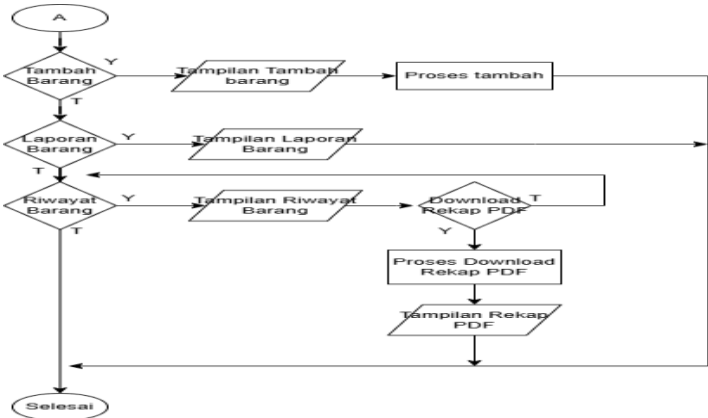 A
Tambah
Barang
Y
Tampilan Tambah
barang
Proses tambah
T
Laporan
Barang
Y
Tampilan Laporan
Barang
T
Riwayat
Barang
Y
Tampilan Riwayat
Barang
Download
Rekap PDF
T
T
Y
Proses Download
Rekap PDF
Tampilan Rekap
PDF
Selesai